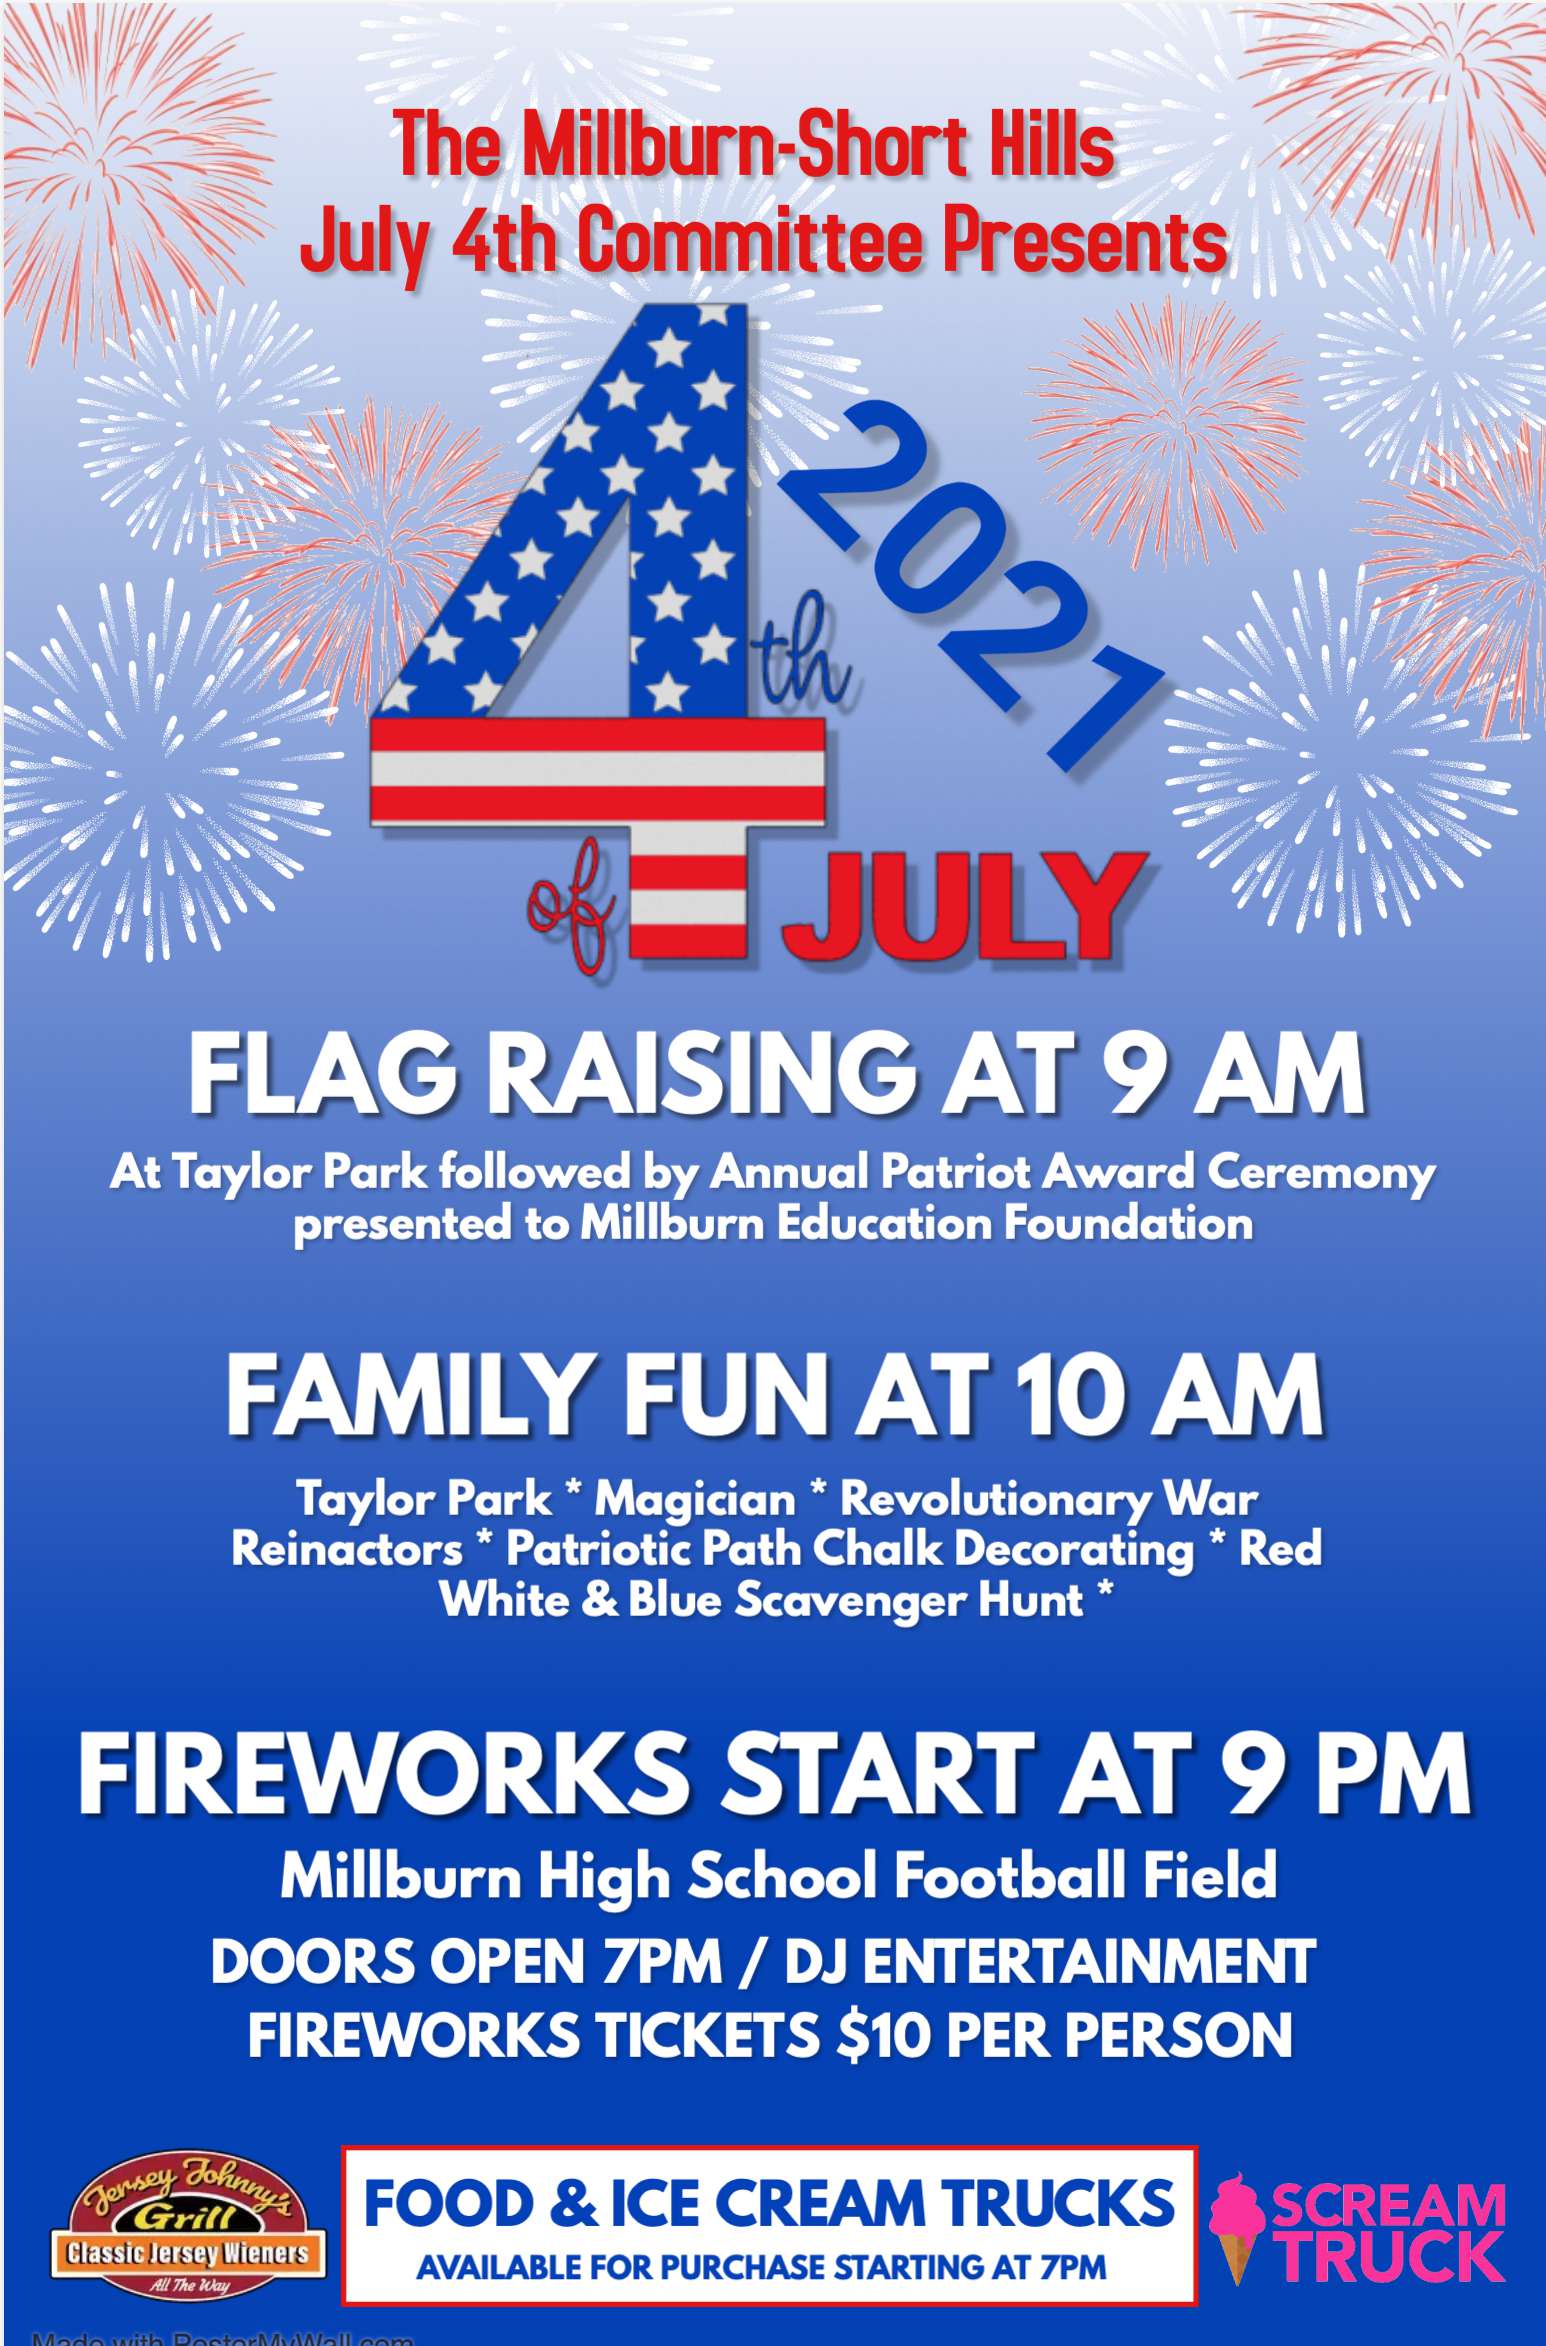 The Millburn-Short Hills
July 4th Committee Presents
4th
2021
of JULY
FLAG RAISING AT 9 AM
At Taylor Park followed by Annual Patriot Award Ceremony
presented to Millburn Education Foundation
FAMILY FUN AT 10 AM
Taylor Park * Magician * Revolutionary War
Reinactors * Patriotic Path Chalk Decorating * Red
White & Blue Scavenger Hunt *
FIREWORKS START AT 9 PM
Millburn High School Football Field
DOORS OPEN 7PM / DJ ENTERTAINMENT
FIREWORKS TICKETS $10 PER PERSON
Jersey Johnny's
Grill
Classic Jersey Wieners
All The Way
FOOD & ICE CREAM TRUCKS
AVAILABLE FOR PURCHASE STARTING AT 7PM
SCREAM
TRUCK
Made with PosterMyWall.com